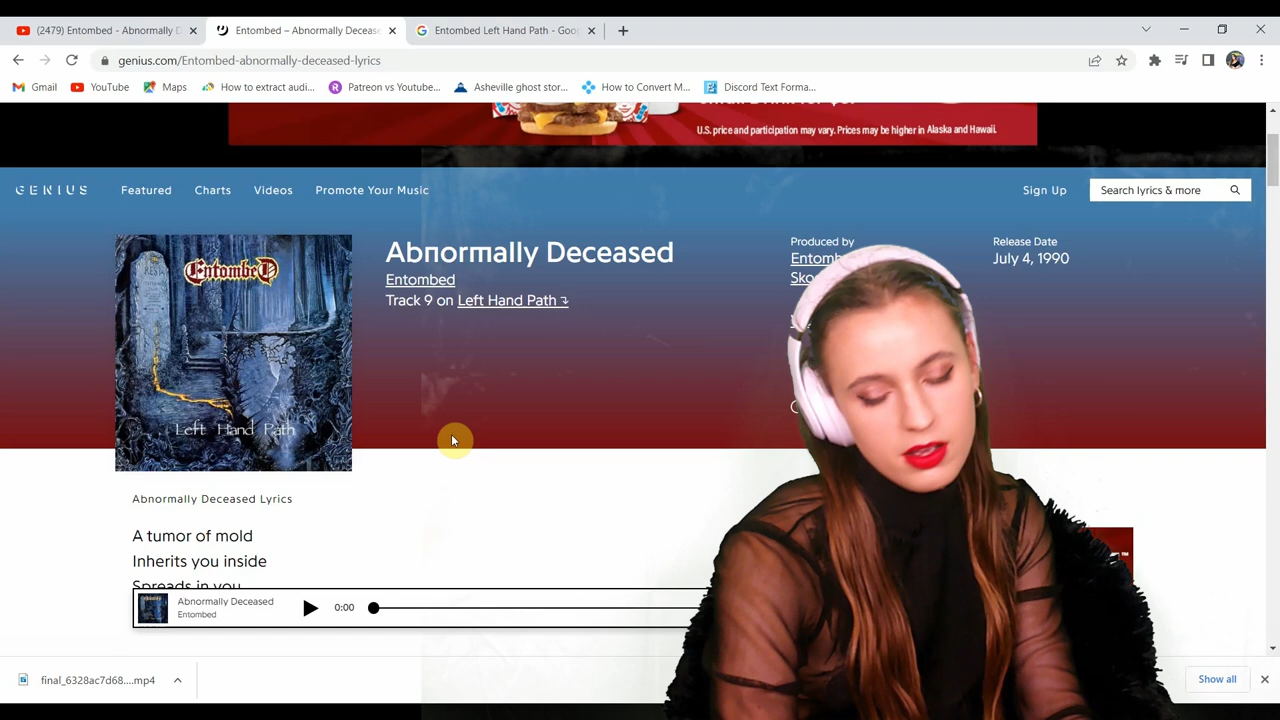 (2479) Entombed - Abnormally D
Entombed – Abnormally Decease
Entombed Left Hand Path - Goo
genius.com/Entombed-abnormally-deceased-lyrics
Gmail
YouTube
Maps
How to extract audi...
Patreon vs Youtube...
Asheville ghost stor...
How to Convert M...
Discord Text Forma...
U.S. price and participation may vary. Prices may be higher in Alaska and Hawaii.
GENIUS
Featured
Charts
Videos
Promote Your Music
Sign Up
Search lyrics & more
Entombed
Left Hand Path
Abnormally Deceased
Entombed
Track 9 on Left Hand Path
Produced by
Entomb
Sko
Release Date
July 4, 1990
Abnormally Deceased Lyrics
A tumor of mold
Inherits you inside
Spreads in you
Abnormally Deceased
Entombed
0:00
final_6328ac7d68....mp4
Show all